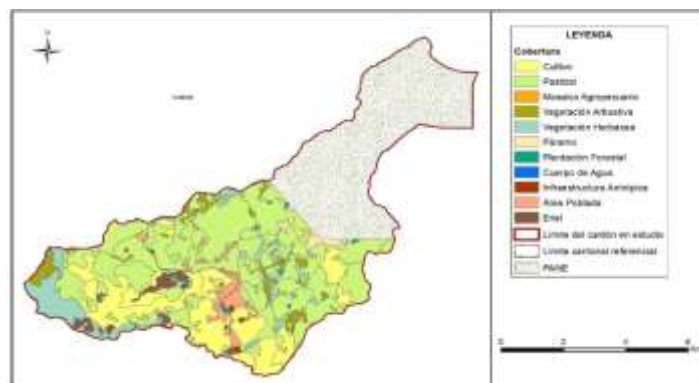 LEYENDA
Cobertura
Cultivo
Pastizal
Mosaico Agropecuario
Vegetación Arbustiva
Vegetación Herbácea
Páramo
Plantación Forestal
Cuerpo de Agua
Infraestructura Antrópica
Área Poblada
Erial
Límite del cantón en estudio
Límite cantonal referencial
PANE
0 2 4 6